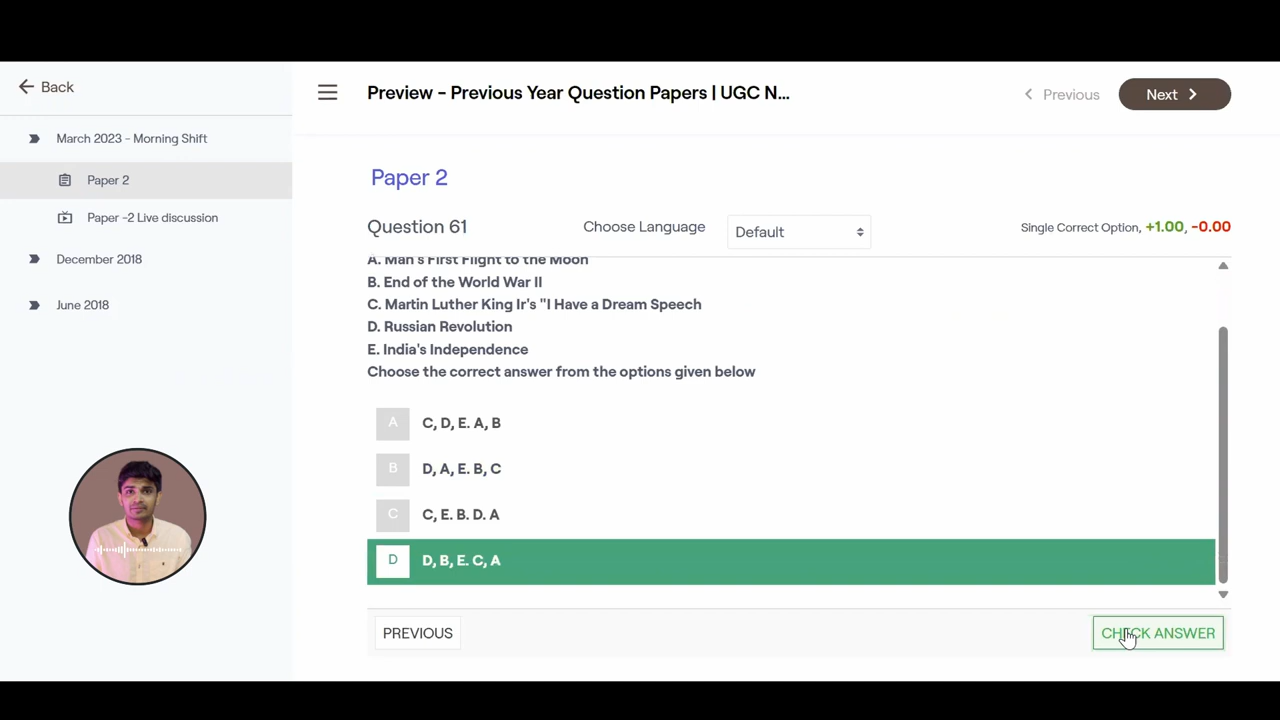 Back
March 2023 - Morning Shift
Paper 2
Paper -2 Live discussion
December 2018
June 2018
Preview - Previous Year Question Papers | UGC N...
Previous
Next
Paper 2
Question 61
Choose Language
Default
Single Correct Option, +1.00, -0.00
A. Man's First Flight to the Moon
B. End of the World War II
C. Martin Luther King Ir's "I Have a Dream Speech
D. Russian Revolution
E. India's Independence
Choose the correct answer from the options given below
A C, D, E. A, B
B D, A, E. B, C
C C, E. B. D. A
D D, B, E. C, A
PREVIOUS
CHECK ANSWER